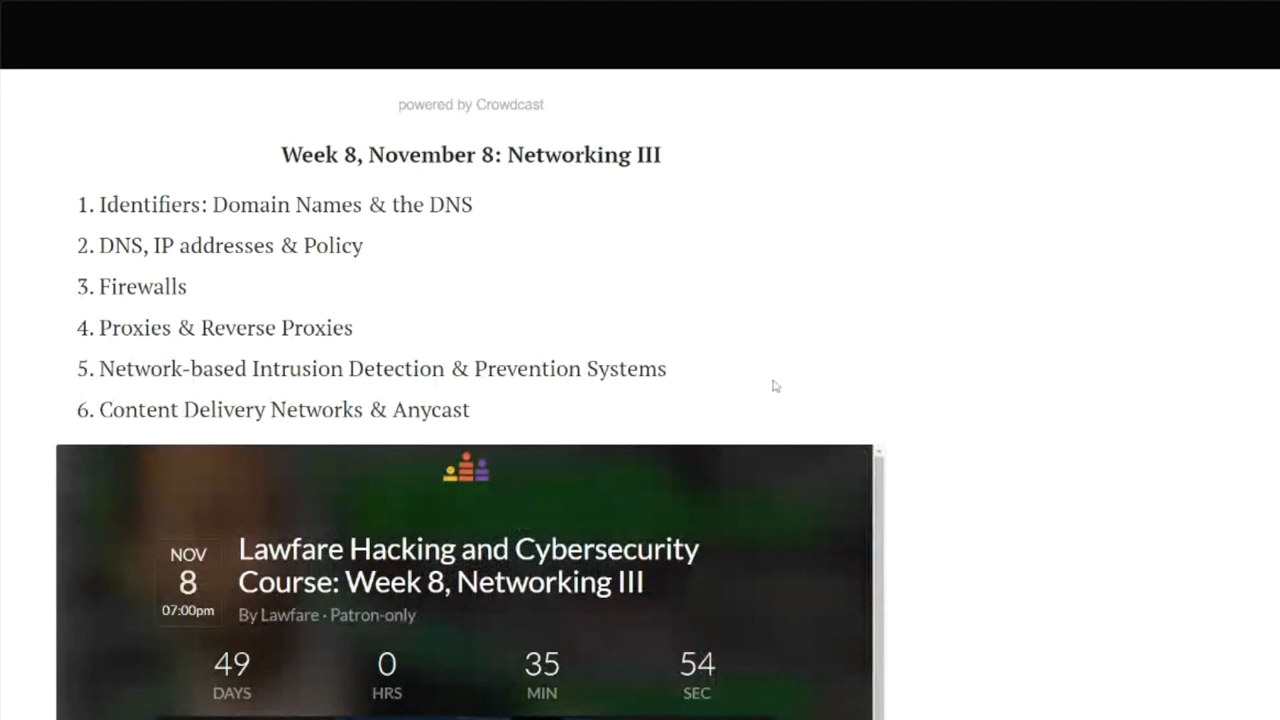 powered by Crowdcast
Week 8, November 8: Networking III
1. Identifiers: Domain Names & the DNS
2. DNS, IP addresses & Policy
3. Firewalls
4. Proxies & Reverse Proxies
5. Network-based Intrusion Detection & Prevention Systems
6. Content Delivery Networks & Anycast
NOV
8
07:00pm
Lawfare Hacking and Cybersecurity
Course: Week 8, Networking III
By Lawfare · Patron-only
49 0 35 54
DAYS HRS MIN SEC